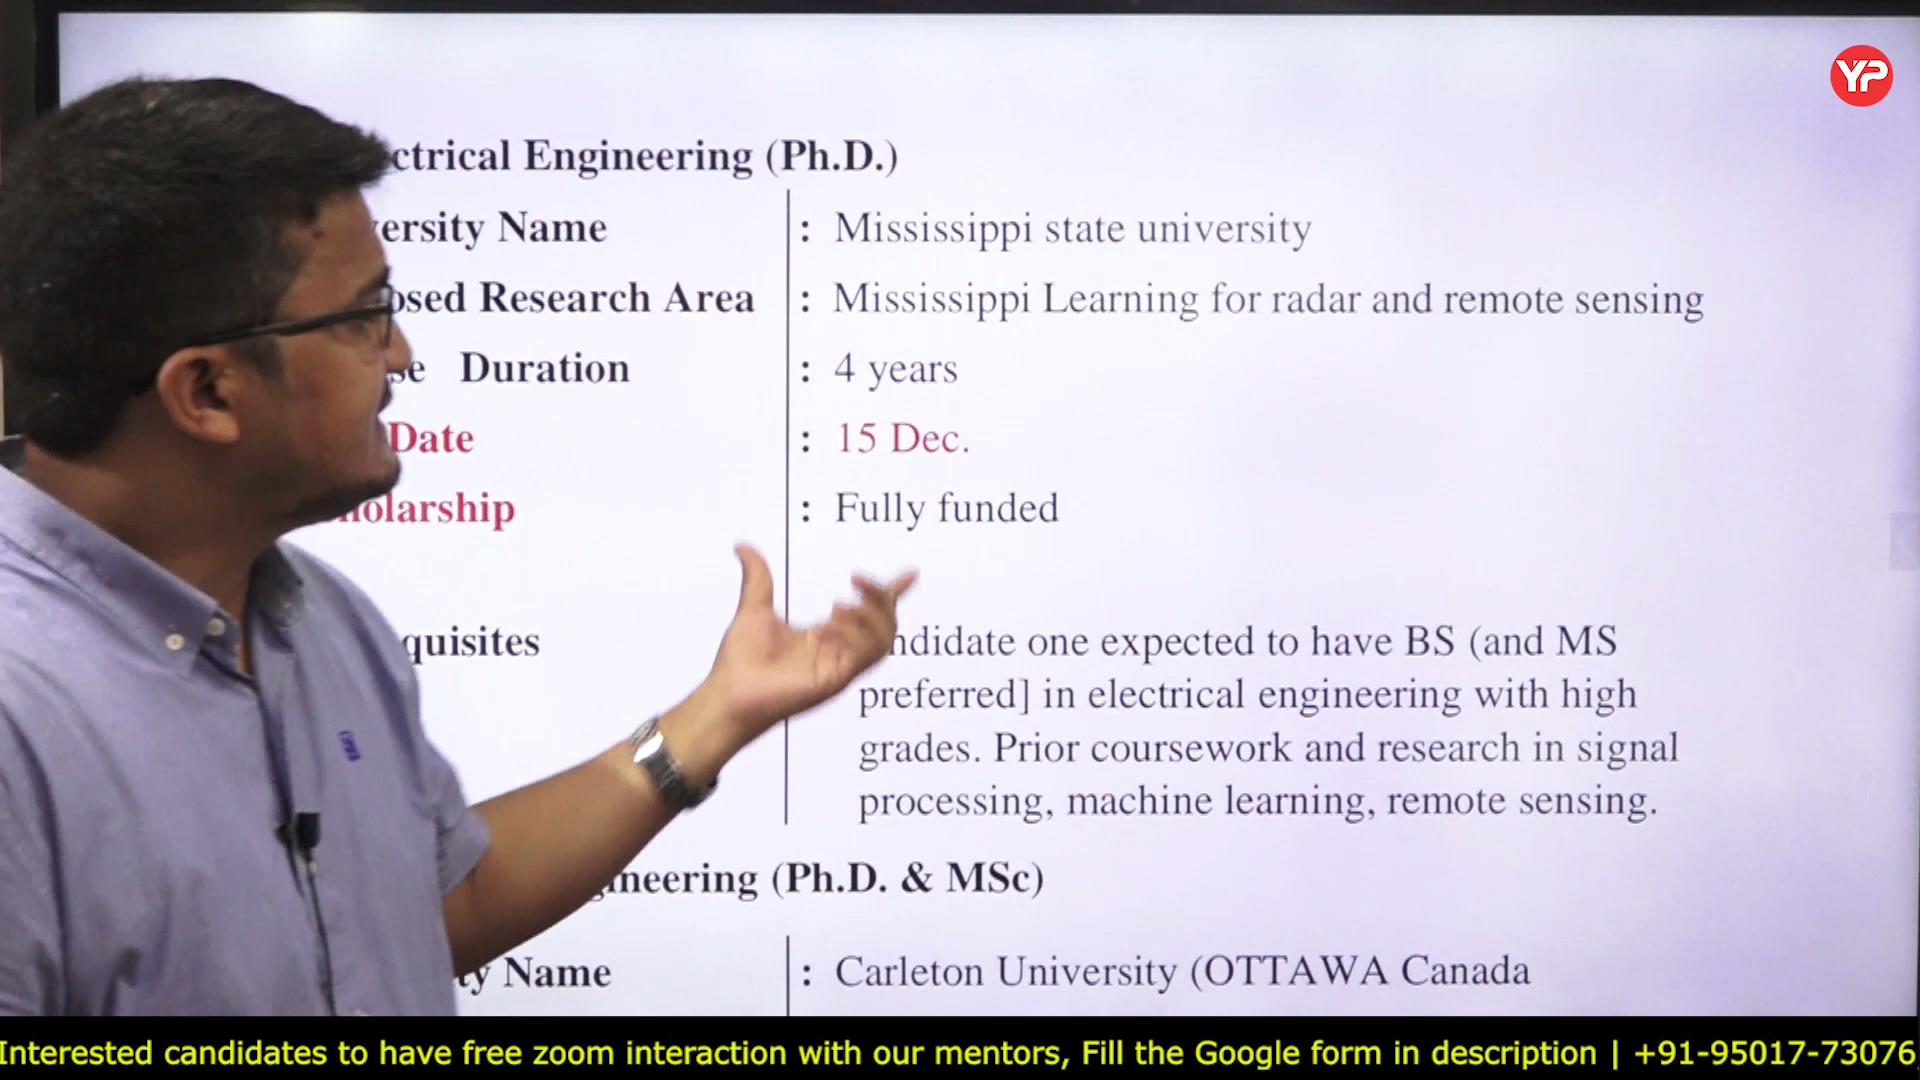 YP
ctrical Engineering (Ph.D.)
ersity Name : Mississippi state university
osed Research Area : Mississippi Learning for radar and remote sensing
se Duration : 4 years
Date : 15 Dec.
holarship : Fully funded
quisites ndidate one expected to have BS (and MS
preferred] in electrical engineering with high
grades. Prior coursework and research in signal
processing, machine learning, remote sensing.
neering (Ph.D. & MSc)
ty Name : Carleton University (OTTAWA Canada
Interested candidates to have free zoom interaction with our mentors, Fill the Google form in description | +91-95017-73076